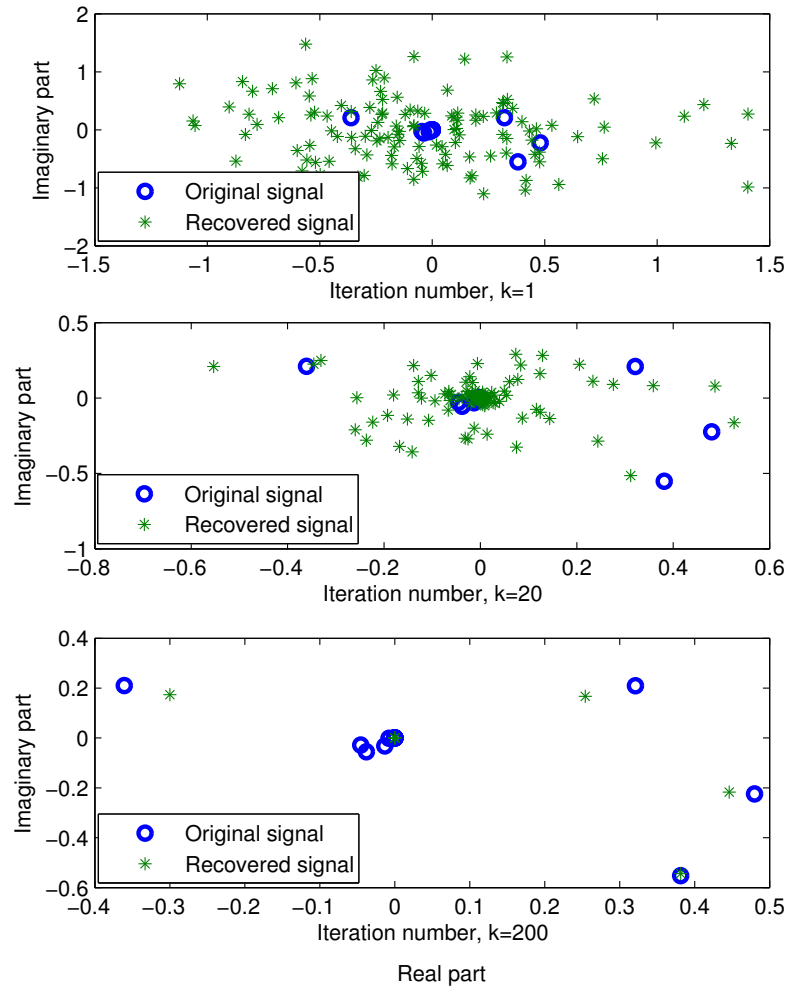 2
1
0
−1
−2
Imaginary part
Original signal
Recovered signal
−1.5 −1 −0.5 0 0.5 1 1.5
Iteration number, k=1
0.5
0
−0.5
−1
Imaginary part
Original signal
Recovered signal
−0.8 −0.6 −0.4 −0.2 0 0.2 0.4 0.6
Iteration number, k=20
0.4
0.2
0
−0.2
−0.4
−0.6
Imaginary part
Original signal
Recovered signal
−0.4 −0.3 −0.2 −0.1 0 0.1 0.2 0.3 0.4 0.5
Iteration number, k=200
Real part